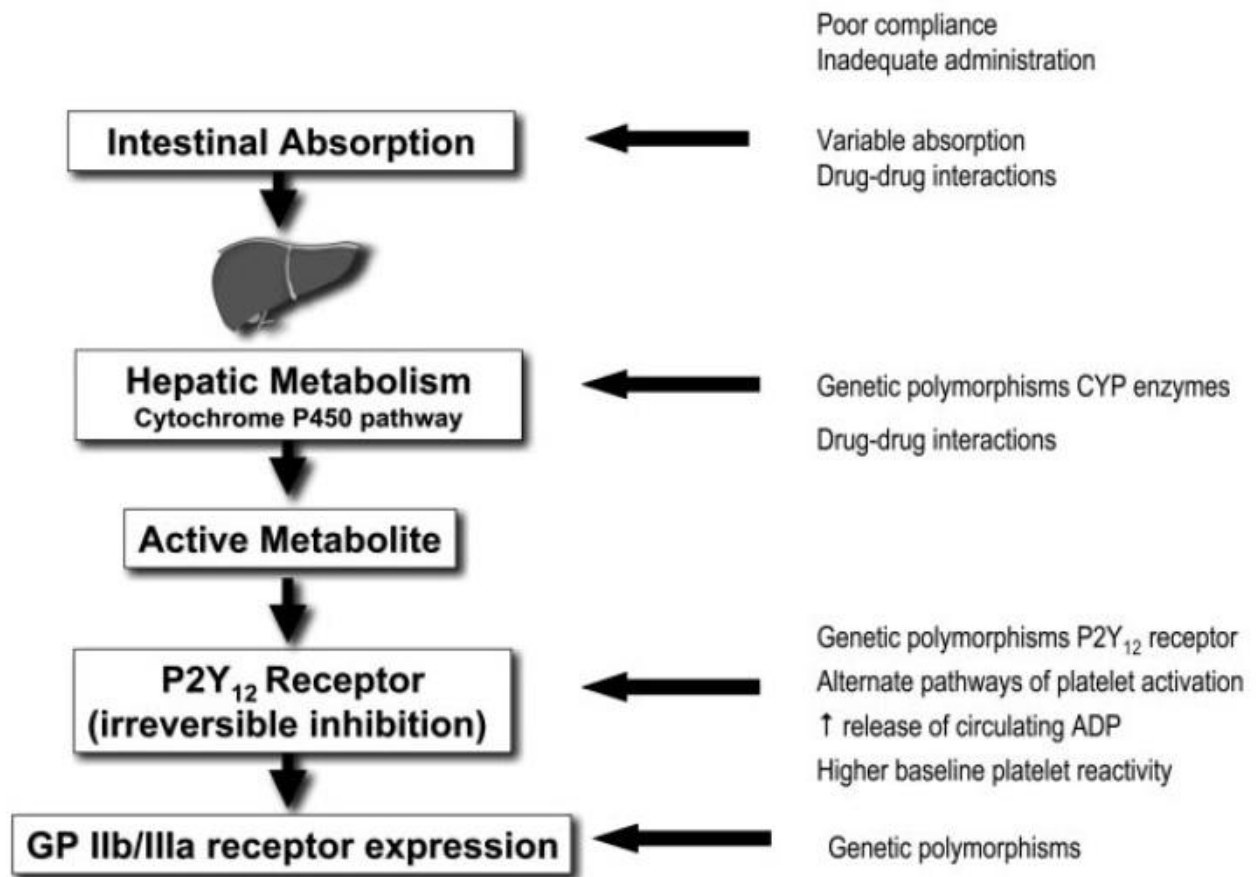 Poor compliance
Inadequate administration
Intestinal Absorption
Variable absorption
Drug-drug interactions
Hepatic Metabolism
Cytochrome P450 pathway
Genetic polymorphisms CYP enzymes
Drug-drug interactions
Active Metabolite
P2Y₁₂ Receptor
(irreversible inhibition)
Genetic polymorphisms P2Y₁₂ receptor
Alternate pathways of platelet activation
↑ release of circulating ADP
Higher baseline platelet reactivity
GP IIb/IIIa receptor expression
Genetic polymorphisms